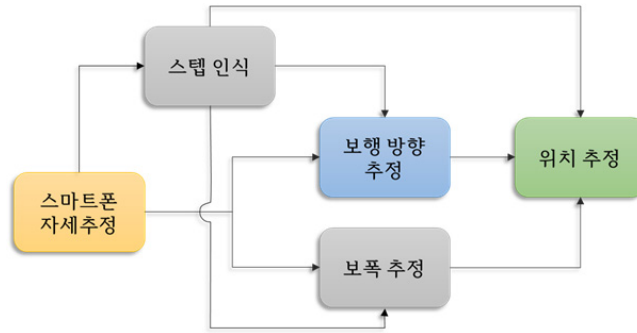 스텝 인식
보행 방향
추정
위치 추정
스마트폰
자세추정
보폭 추정